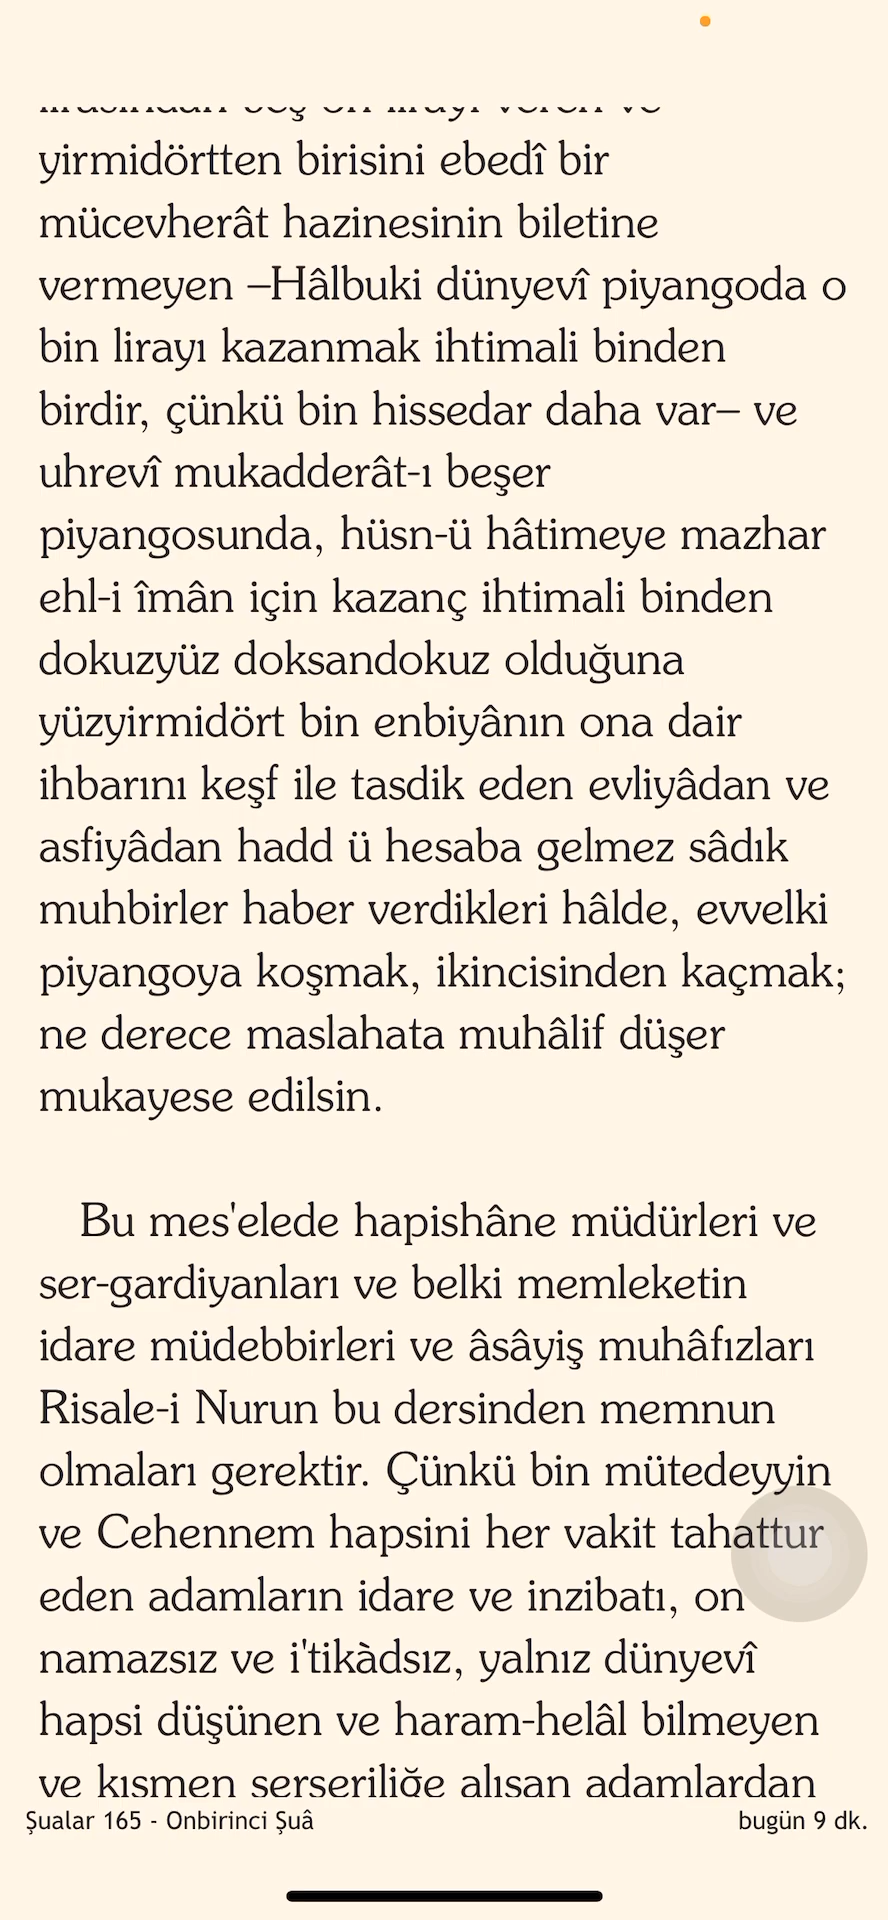 yirmidörtten birisini ebedî bir
mücevherât hazinesinin biletine
vermeyen –Hâlbuki dünyevî piyangoda o
bin lirayı kazanmak ihtimali binden
birdir, çünkü bin hissedar daha var– ve
uhrevî mukadderât-ı beşer
piyangosunda, hüsn-ü hâtimeye mazhar
ehl-i îmân için kazanç ihtimali binden
dokuzyüz doksandokuz olduğuna
yüzyirmidört bin enbiyânın ona dair
ihbarını keşf ile tasdik eden evliyâdan ve
asfiyâdan hadd ü hesaba gelmez sâdık
muhbirler haber verdikleri hâlde, evvelki
piyangoya koşmak, ikincisinden kaçmak;
ne derece maslahata muhâlif düşer
mukayese edilsin.
Bu mes'elede hapishâne müdürleri ve
ser-gardiyanları ve belki memleketin
idare müdebbirleri ve âsâyiş muhâfızları
Risale-i Nurun bu dersinden memnun
olmaları gerektir. Çünkü bin mütedeyyin
ve Cehennem hapsini her vakit tahattur
eden adamların idare ve inzibatı, on
namazsız ve i'tikàdsız, yalnız dünyevî
hapsi düşünen ve haram-helâl bilmeyen
ve kısmen serseriliğe alışan adamlardan
Şualar 165 - Onbirinci Şuâ
bugün 9 dk.